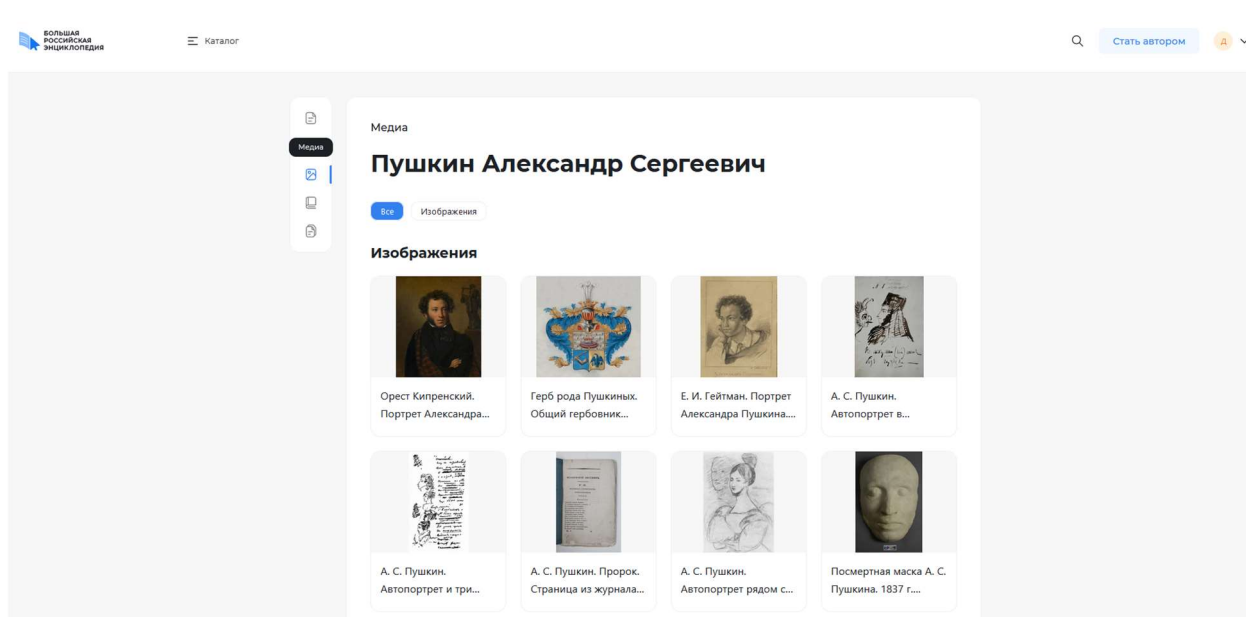 БОЛЬШАЯ
РОССИЙСКАЯ
ЭНЦИКЛОПЕДИЯ
Каталог
Стать автором
Д
Медиа
Медиа
Пушкин Александр Сергеевич
Все
Изображения
Изображения
Орест Кипренский.
Портрет Александра...
Герб рода Пушкиных.
Общий гербовник...
Е. И. Гейтман. Портрет
Александра Пушкина....
А. С. Пушкин.
Автопортрет в...
А. С. Пушкин.
Автопортрет и три...
А. С. Пушкин. Пророк.
Страница из журнала...
А. С. Пушкин.
Автопортрет рядом с...
Посмертная маска А. С.
Пушкина. 1837 г....